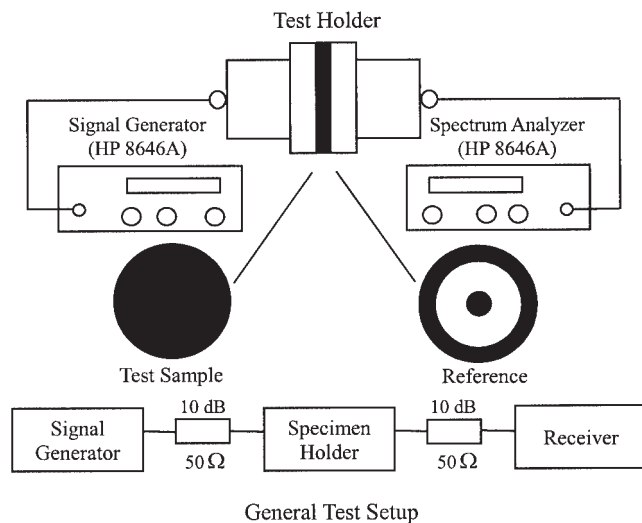 Test Holder
Signal Generator
(HP 8646A)
Spectrum Analyzer
(HP 8646A)
Test Sample
Reference
10 dB
10 dB
Signal
Generator
Specimen
Holder
Receiver
50 Ω
50 Ω
General Test Setup